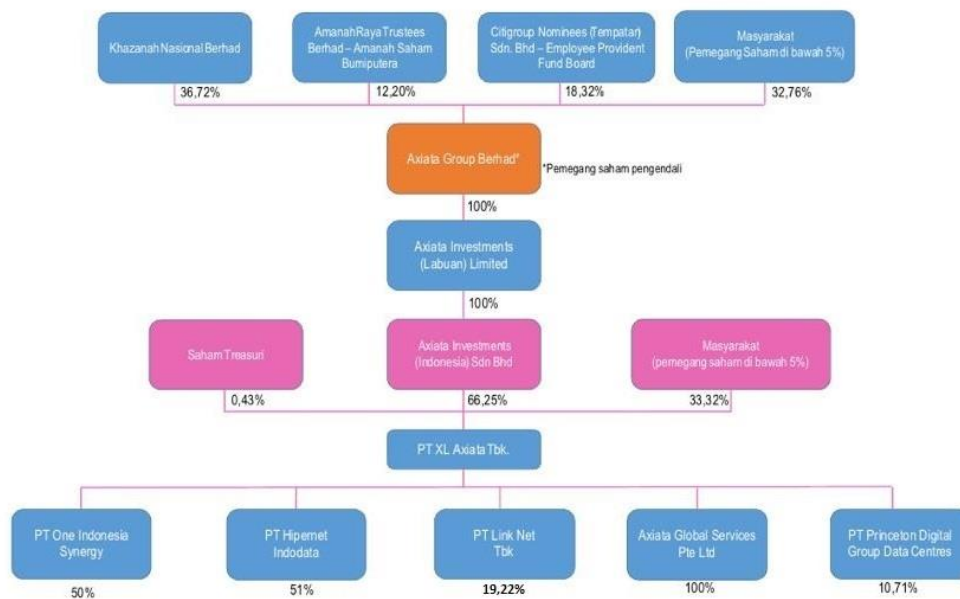 Khazanah Nasional Berhad
AmanahRaya Trustees
Berhad – Amanah Saham
Bumiputera
Citigroup Nominees (Tempatar)
Sdn. Bhd – Employee Provident
Fund Board
Masyarakat
(Pemegang Saham di bawah 5%)
36,72%
12,20%
18,32%
32,76%
Axiata Group Berhad*
*Pemegang saham pengendali
100%
Axiata Investments
(Labuan) Limited
100%
Saham Treasuri
Axiata Investments
(Indonesia) Sdn Bhd
Masyarakat
(pemegang saham di bawah 5%)
0,43%
66,25%
33,32%
PT XL Axiata Tbk.
PT One Indonesia
Synergy
PT Hipernet
Indodata
PT Link Net
Tbk
Axiata Global Services
Pte Ltd
PT Princeton Digital
Group Data Centres
50%
51%
19,22%
100%
10,71%